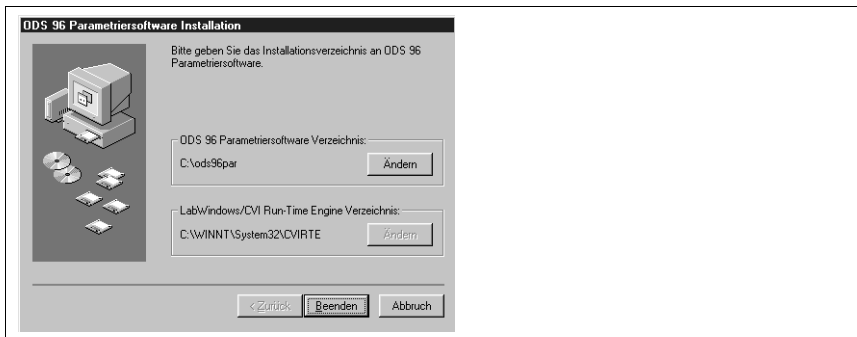 ODS 96 Parametriersoftware Installation
Bitte geben Sie das Installationsverzeichnis an ODS 96
Parametriersoftware.
ODS 96 Parametriersoftware Verzeichnis:
C:\ods96par
Ändern
LabWindows/CVI Run-Time Engine Verzeichnis:
C:\WINNT\System32\CVIRTE
Ändern
< Zurück
Beenden
Abbruch